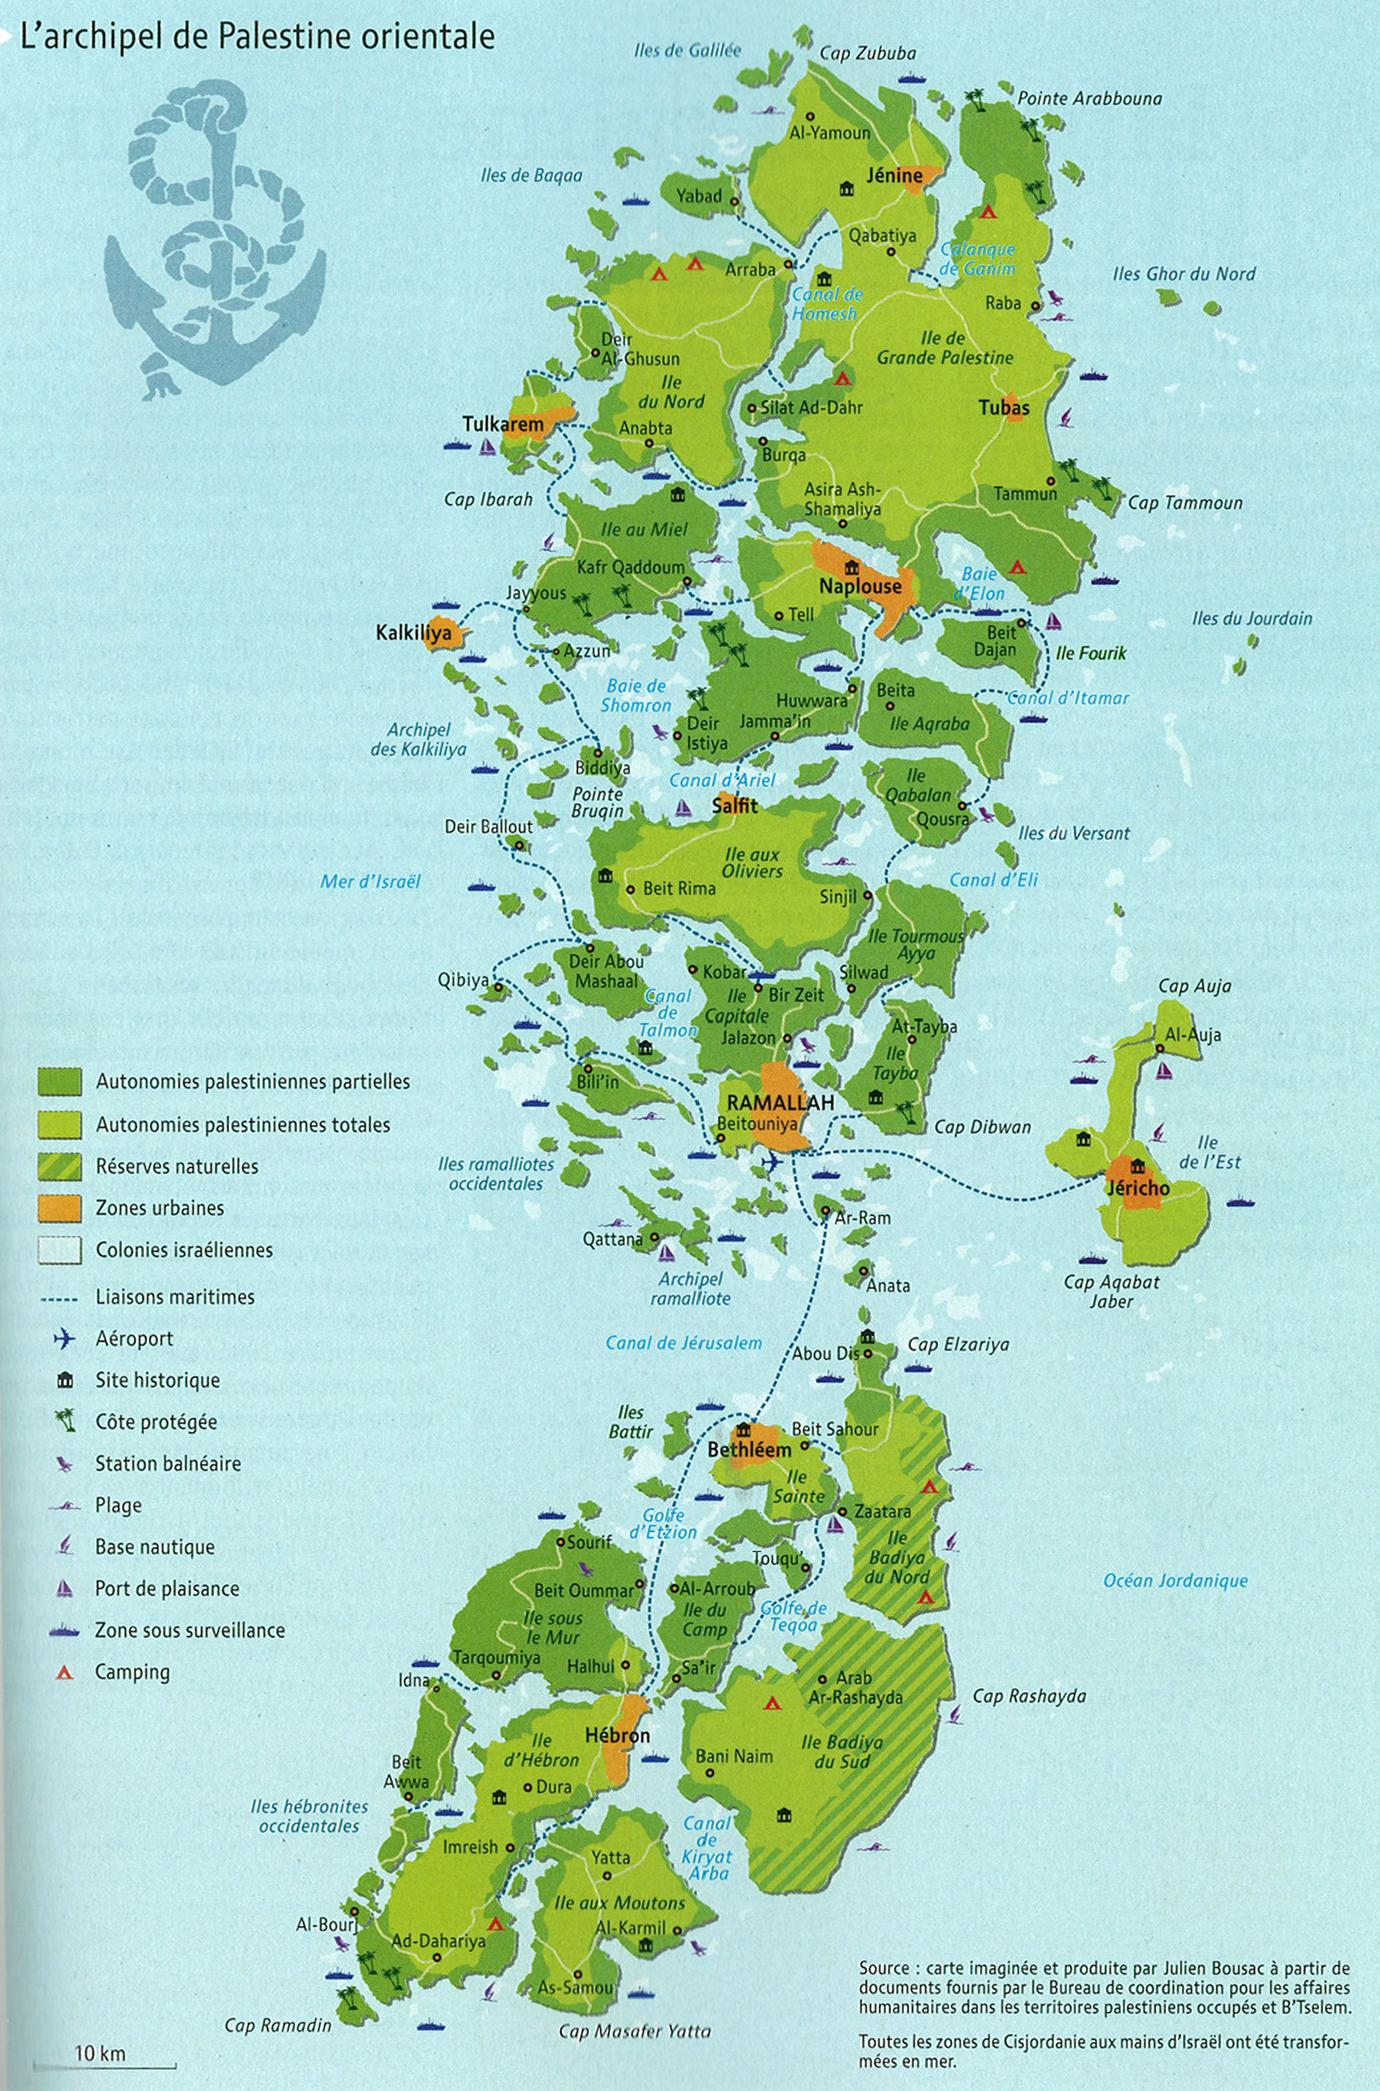 L'archipel de Palestine orientale
Iles de Galilée
Cap Zububa
Pointe Arabbouna
Al-Yamoun
Iles de Baqaa
Jénine
Yabad
Qabatiya
Calanque
de Ganim
Arraba
Iles Ghor du Nord
Canal de
Homesh
Raba
Deir
Al-Ghusun
Ile de
Grande Palestine
Ile
du Nord
Silat Ad-Dahr
Tubas
Tulkarem
Anabta
Burqa
Cap Ibarah
Asira Ash-
Shamaliya
Tammun
Cap Tammoun
Ile au Miel
Kafr Qaddoum
Naplouse
Baie
d'Elon
Jayyous
Tell
Iles du Jourdain
Kalkiliya
Azzun
Beit
Dajan
Ile Fourik
Baie de
Shomron
Huwwara
Beita
Canal d'Itamar
Archipel
des Kalkiliya
Deir
Istiya
Jamma'in
Ile Aqraba
Biddiya
Canal d'Ariel
Ile
Qabalan
Pointe
Bruqin
Salfit
Qousra
Deir Ballout
Iles du Versant
Ile aux
Oliviers
Mer d'Israël
Beit Rima
Sinjil
Canal d'Eli
Ile Tourmous
Ayya
Deir Abou
Mashaal
Kobar
Silwad
Qibiya
Canal
de
Talmon
Ile
Capitale
Bir Zeit
Cap Auja
Jalazon
At-Tayba
Al-Auja
Ile
Tayba
Bili'in
RAMALLAH
Beitouniya
Cap Dibwan
Iles ramalliotes
occidentales
Ile
de l'Est
Jéricho
Ar-Ram
Qattana
Archipel
ramalliote
Anata
Cap Aqabat
Jaber
Canal de Jérusalem
Abou Dis
Cap Elzariya
Iles
Battir
Beit Sahour
Bethléem
Ile
Sainte
Golfe
d'Etzion
Zaatara
Sourif
Touqu'
Ile
Badiya
du Nord
Beit Oummar
Al-Arroub
Océan Jordanique
Ile sous
le Mur
Ile du
Camp
Golfe de
Teqoa
Tarqoumiya
Halhul
Sa'ir
Idna
Arab
Ar-Rashayda
Cap Rashayda
Hébron
Ile
d'Hébron
Bani Naim
Ile Badiya
du Sud
Beit
Awwa
Dura
Iles hébronites
occidentales
Imreish
Canal
de
Kiryat
Arba
Yatta
Ile aux Moutons
Al-Bourj
Al-Karmil
Ad-Dahariya
As-Samou
Cap Ramadin
Cap Masafer Yatta
Autonomies palestiniennes partielles
Autonomies palestiniennes totales
Réserves naturelles
Zones urbaines
Colonies israéliennes
Liaisons maritimes
Aéroport
Site historique
Côte protégée
Station balnéaire
Plage
Base nautique
Port de plaisance
Zone sous surveillance
Camping
10 km
Source : carte imaginée et produite par Julien Bousac à partir de
documents fournis par le Bureau de coordination pour les affaires
humanitaires dans les territoires palestiniens occupés et B'Tselem.
Toutes les zones de Cisjordanie aux mains d'Israël ont été transfor-
mées en mer.